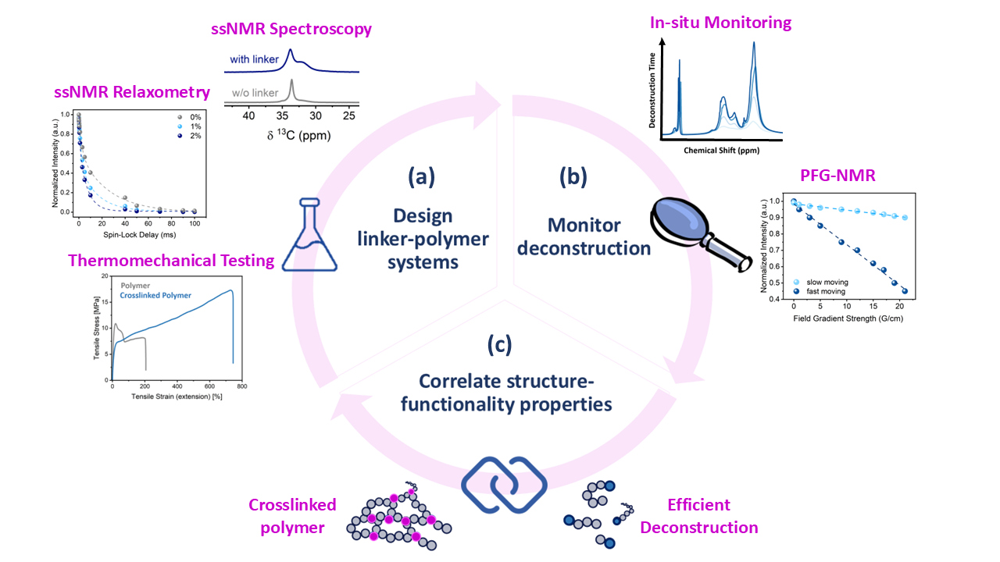 ssNMR Spectroscopy
with linker
w/o linker
40 35 30 25
δ ¹³C (ppm)
ssNMR Relaxometry
Normalized Intensity (a.u.)
1.0
0.8
0.6
0.4
0.2
0.0
0%
1%
2%
0 20 40 60 80 100
Spin-Lock Delay (ms)
Thermomechanical Testing
Tensile Stress [MPa]
20
15
10
5
0
Polymer
Crosslinked Polymer
0 200 400 600 800
Tensile Strain (extension) [%]
(a)
Design
linker-polymer
systems
In-situ Monitoring
Deconstruction Time
Chemical Shift (ppm)
(b)
Monitor
deconstruction
PFG-NMR
Normalized Intensity (a.u.)
1.0
0.9
0.8
0.7
0.6
0.5
0.4
slow moving
fast moving
0 5 10 15 20
Field Gradient Strength (G/cm)
(c)
Correlate structure-
functionality properties
Crosslinked
polymer
Efficient
Deconstruction